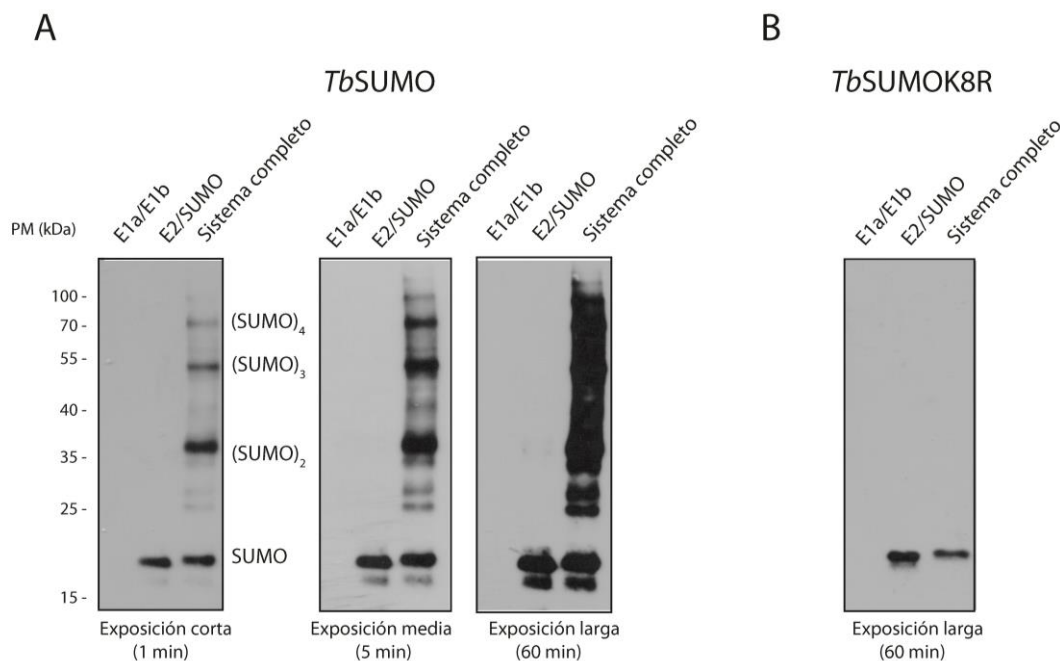 A
B
TbSUMO
TbSUMOK8R
PM (kDa)
E1a/E1b
E2/SUMO
Sistema completo
E1a/E1b
E2/SUMO
Sistema completo
E1a/E1b
E2/SUMO
Sistema completo
E1a/E1b
E2/SUMO
Sistema completo
100 -
70 -
55 -
40 -
35 -
25 -
15 -
(SUMO)4
(SUMO)3
(SUMO)2
SUMO
Exposición corta
(1 min)
Exposición media
(5 min)
Exposición larga
(60 min)
Exposición larga
(60 min)